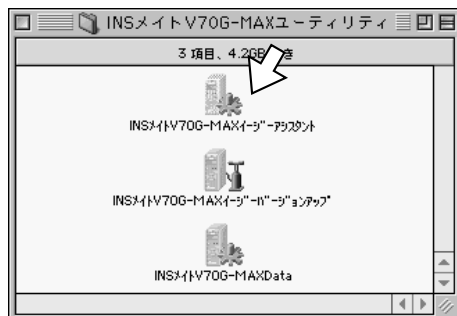 INSメイトV70G-MAXユーティリティ
3 項目、4.2GB 空き
INSﾒｲﾄV70G-MAXｲｰｼﾞｰｱｼｽﾀﾝﾄ
INSﾒｲﾄV70G-MAXｲｰｼﾞｰﾊﾞｰｼﾞｮﾝｱｯﾌﾟ
INSﾒｲﾄV70G-MAXData